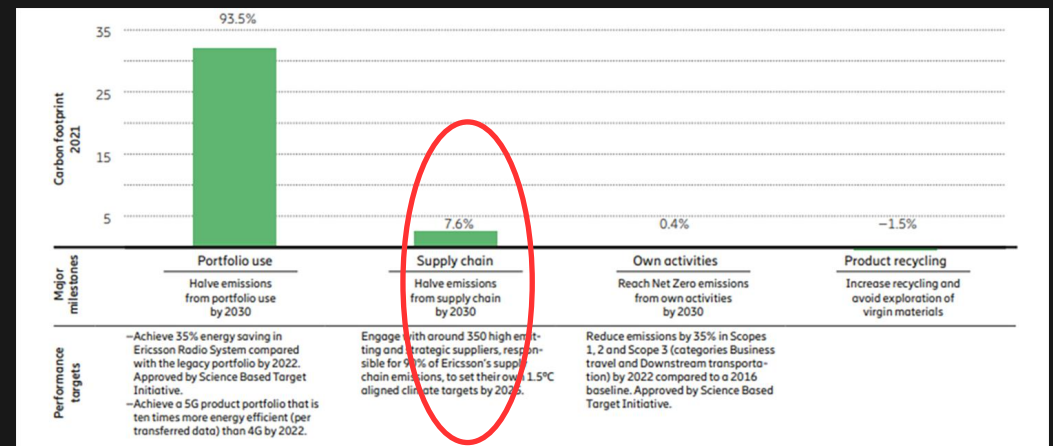 93.5%
35
25
15
5
Carbon footprint
2021
7.6%
0.4%
–1.5%
Portfolio use
Supply chain
Own activities
Product recycling
Major
milestones
Halve emissions
from portfolio use
by 2030
Halve emissions
from supply chain
by 2030
Reach Net Zero emissions
from own activities
by 2030
Increase recycling and
avoid exploration of
virgin materials
Performance
targets
–Achieve 35% energy saving in
Ericsson Radio System compared
with the legacy portfolio by 2022.
Approved by Science Based Target
Initiative.
–Achieve a 5G product portfolio that is
ten times more energy efficient (per
transferred data) than 4G by 2022.
Engage with around 350 high emit-
ting and strategic suppliers, respon-
sible for 90% of Ericsson's supply
chain emissions, to set their own 1.5°C
aligned climate targets by 2025.
Reduce emissions by 35% in Scopes
1, 2 and Scope 3 (categories Business
travel and Downstream transporta-
tion) by 2022 compared to a 2016
baseline. Approved by Science Based
Target Initiative.